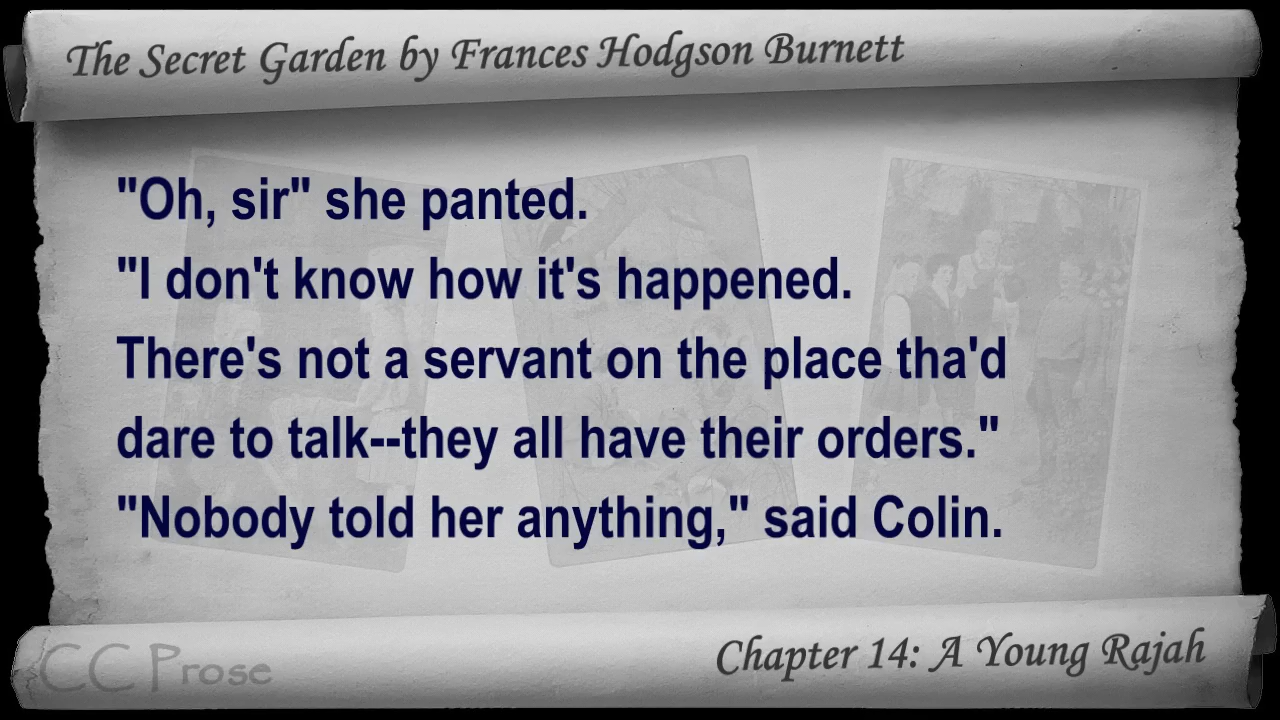 The Secret Garden by Frances Hodgson Burnett
"Oh, sir" she panted.
"I don't know how it's happened.
There's not a servant on the place tha'd
dare to talk--they all have their orders."
"Nobody told her anything," said Colin.
CC Prose
Chapter 14: A Young Rajah